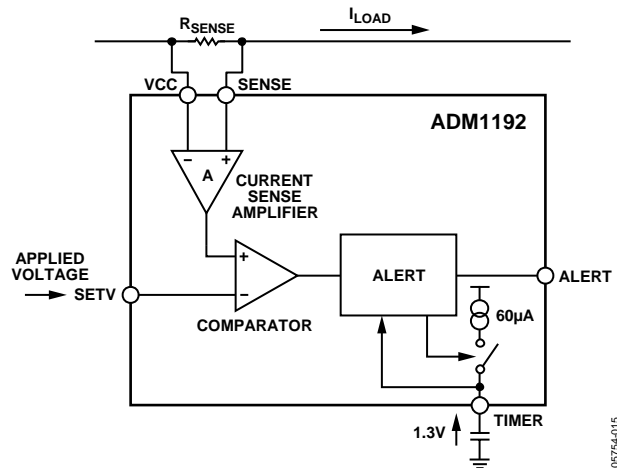 RSENSE
ILOAD
VCC
SENSE
ADM1192
− +
A
CURRENT
SENSE
AMPLIFIER
APPLIED
VOLTAGE
SETV
+
−
COMPARATOR
ALERT
ALERT
60µA
TIMER
1.3V
05754-015